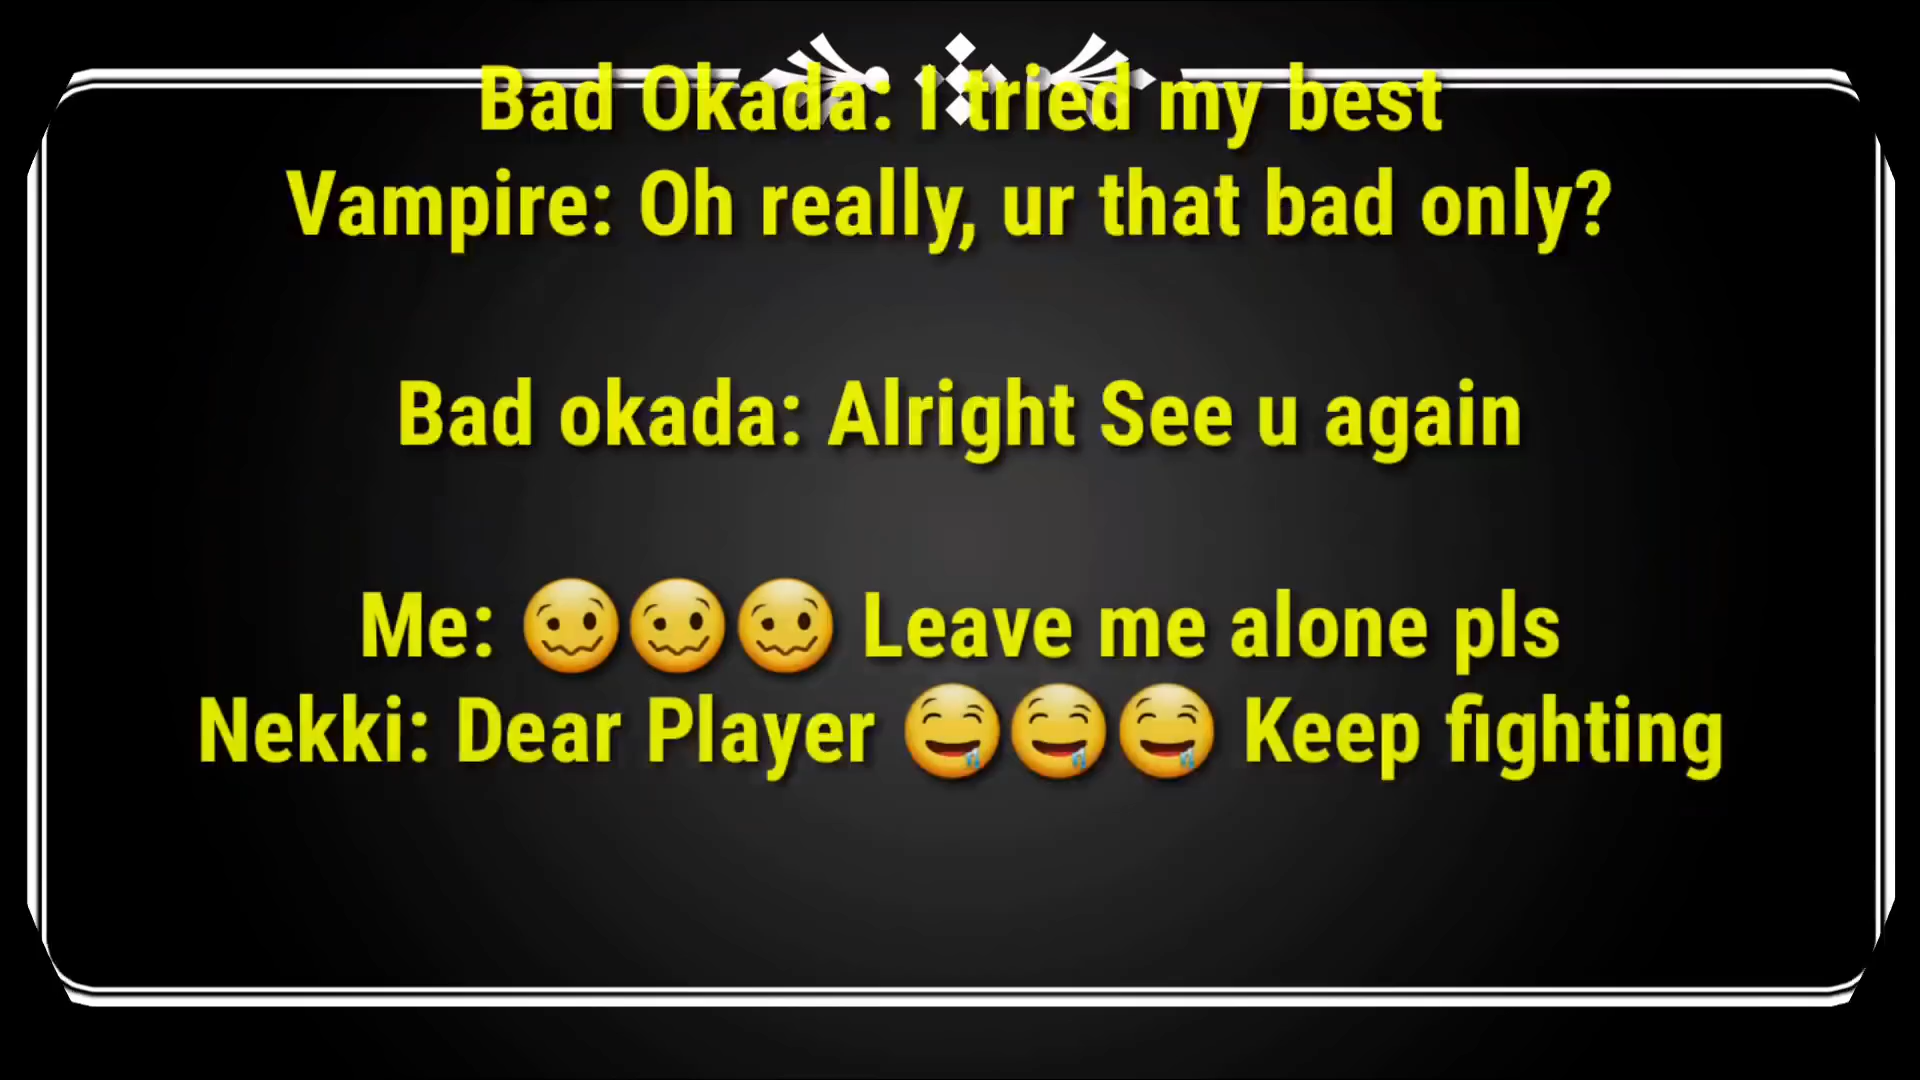 Bad Okada: I tried my best
Vampire: Oh really, ur that bad only?
Bad okada: Alright See u again
Me: 🥴🥴🥴 Leave me alone pls
Nekki: Dear Player 🤤🤤🤤 Keep fighting